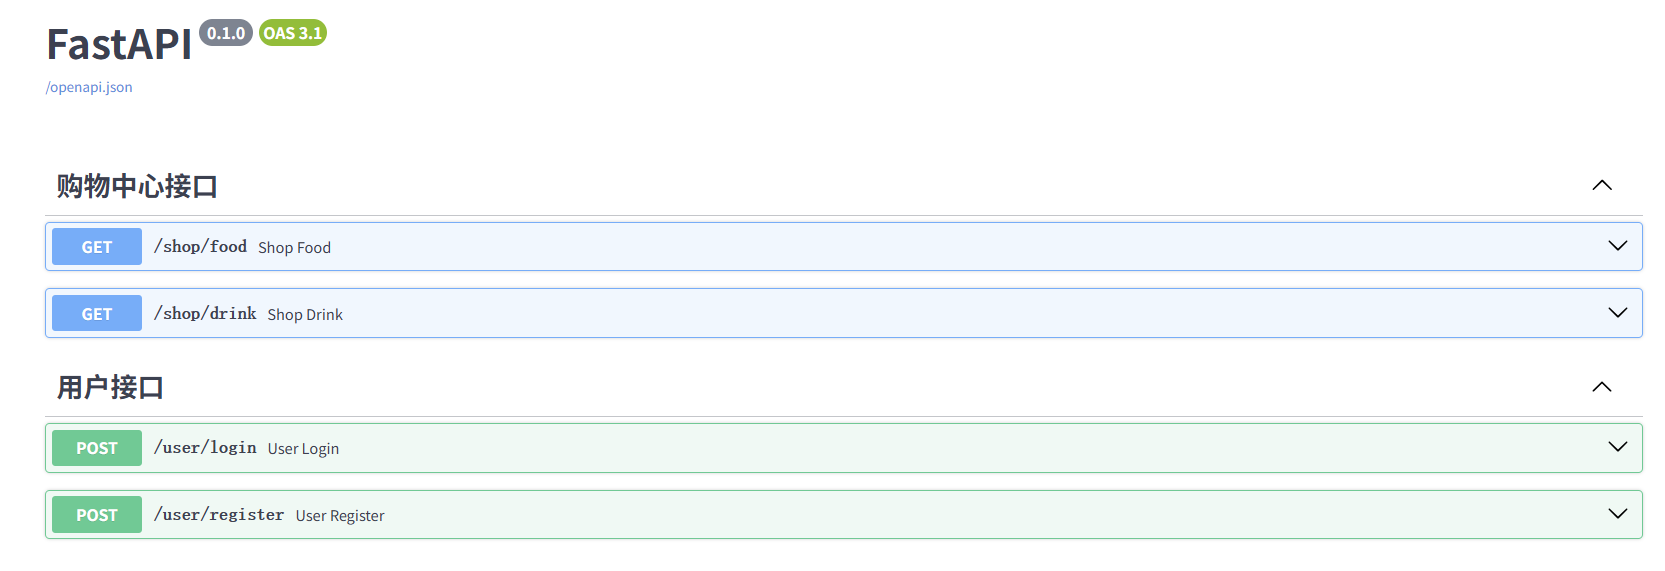 FastAPI 0.1.0 OAS 3.1
/openapi.json
购物中心接口
GET /shop/food Shop Food
GET /shop/drink Shop Drink
用户接口
POST /user/login User Login
POST /user/register User Register